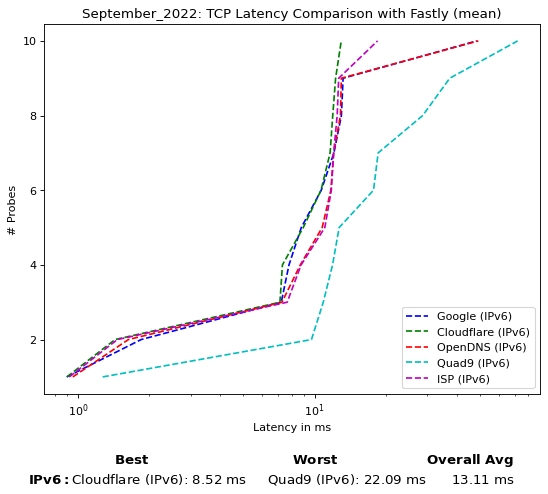 September_2022: TCP Latency Comparison with Fastly (mean)
10
8
6
4
2
# Probes
10⁰ 10¹
Latency in ms
Google (IPv6)
Cloudflare (IPv6)
OpenDNS (IPv6)
Quad9 (IPv6)
ISP (IPv6)
Best Worst Overall Avg
IPv6: Cloudflare (IPv6): 8.52 ms Quad9 (IPv6): 22.09 ms 13.11 ms